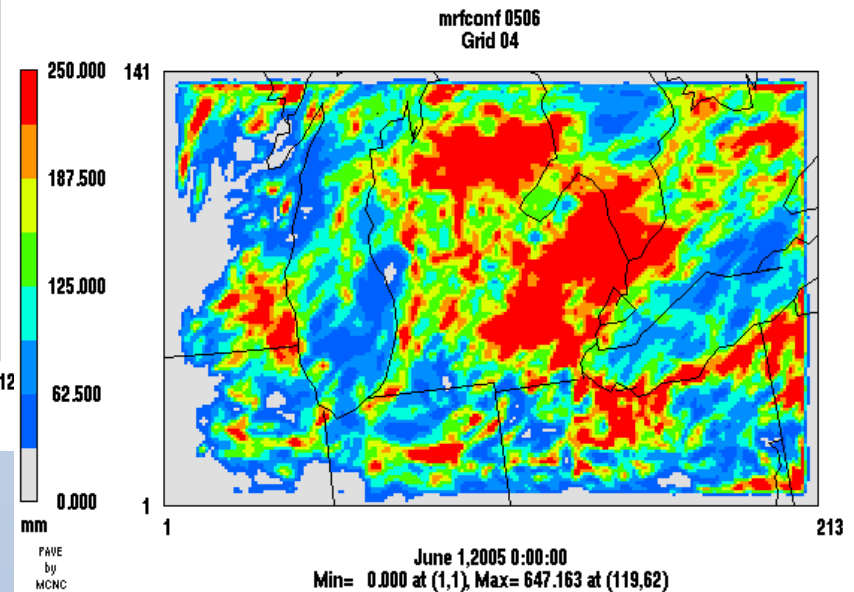 mrfconf 0506
Grid 04
250.000
187.500
125.000
62.500
0.000
mm
PAVE
by
MCNC
12
141
1
1
213
June 1,2005 0:00:00
Min= 0.000 at (1,1), Max= 647.163 at (119,62)